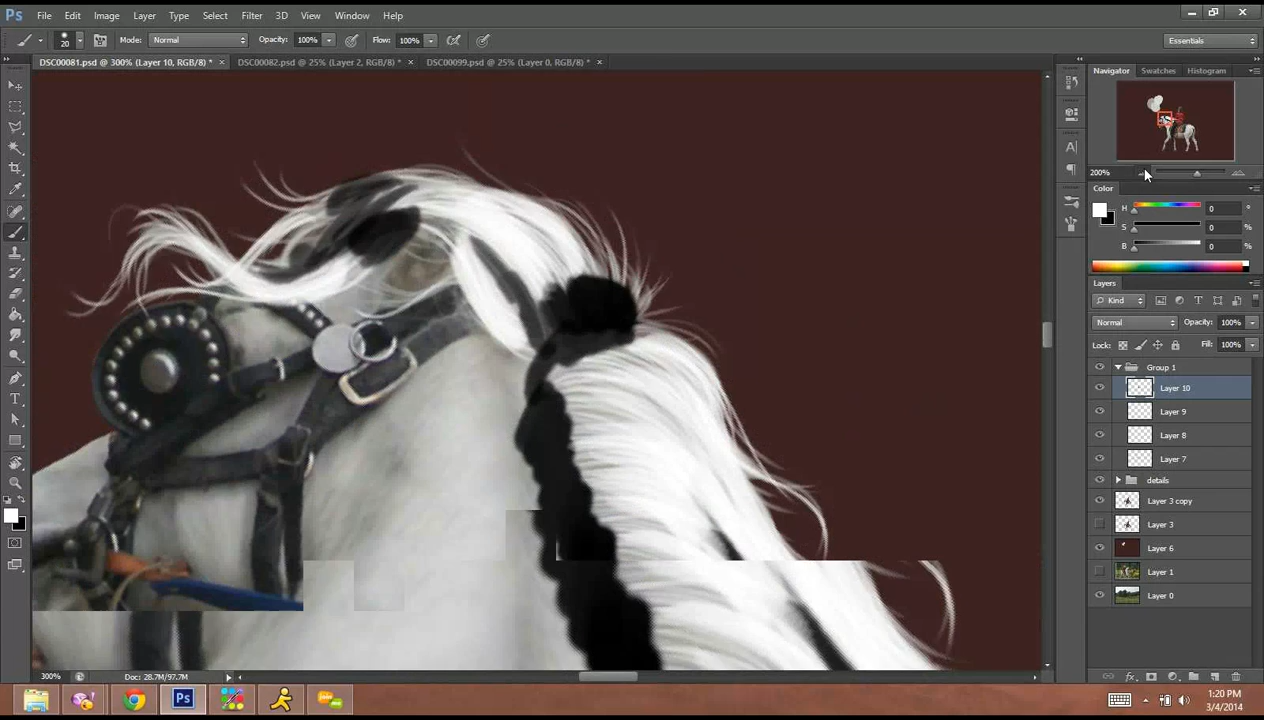 Ps File Edit Image Layer Type Select Filter 3D View Window Help
20 Mode: Normal Opacity: 100% Flow: 100% Essentials
DSC00081.psd @ 300% (Layer 10, RGB/8) * × DSC00082.psd @ 25% (Layer 2, RGB/8) * × DSC00099.psd @ 25% (Layer 0, RGB/8) * ×
Navigator Swatches Histogram
200%
Color
H 0 °
S 0 %
B 0 %
Layers
Kind
Normal Opacity: 100%
Lock: Fill: 100%
Group 1
Layer 10
Layer 9
Layer 8
Layer 7
details
Layer 3 copy
Layer 3
Layer 6
Layer 1
Layer 0
300% Doc: 28.7M/97.7M
Ps
1:20 PM
3/4/2014